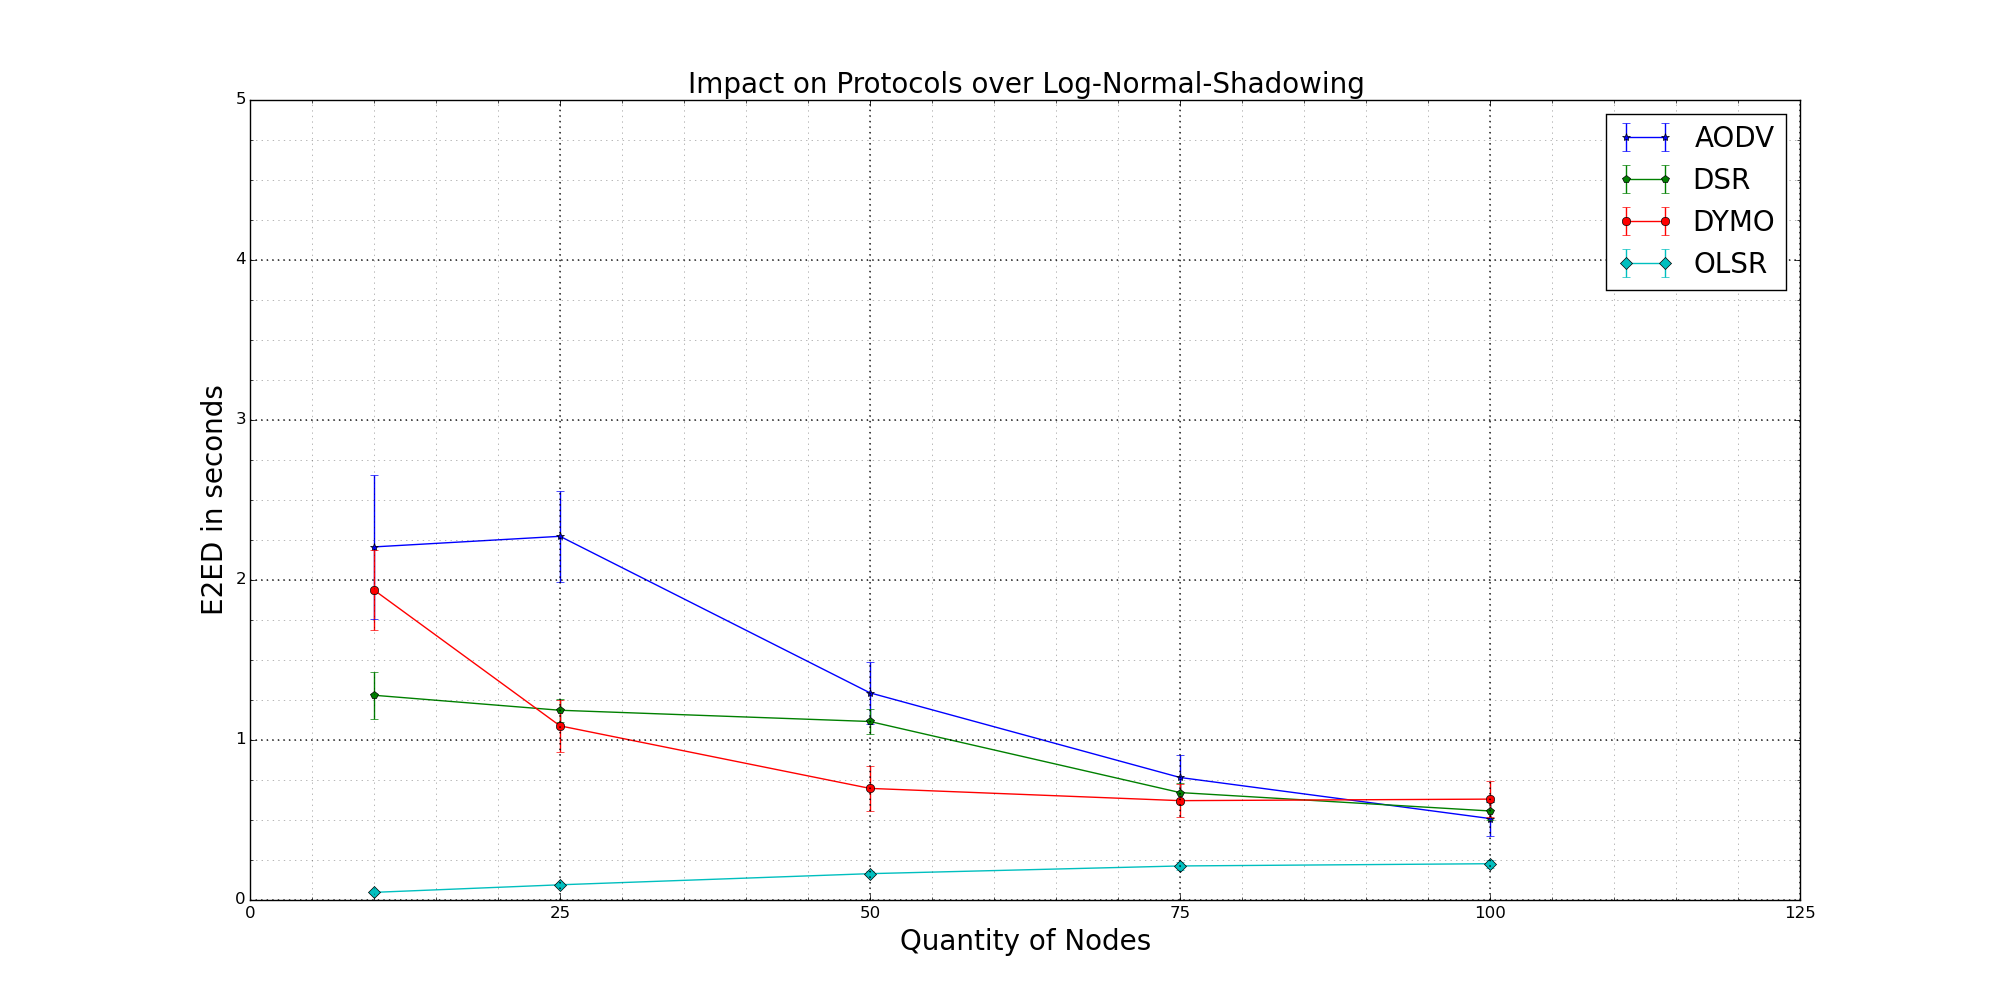 Impact on Protocols over Log-Normal-Shadowing
5
4
3
2
1
0
E2ED in seconds
AODV
DSR
DYMO
OLSR
0 25 50 75 100 125
Quantity of Nodes